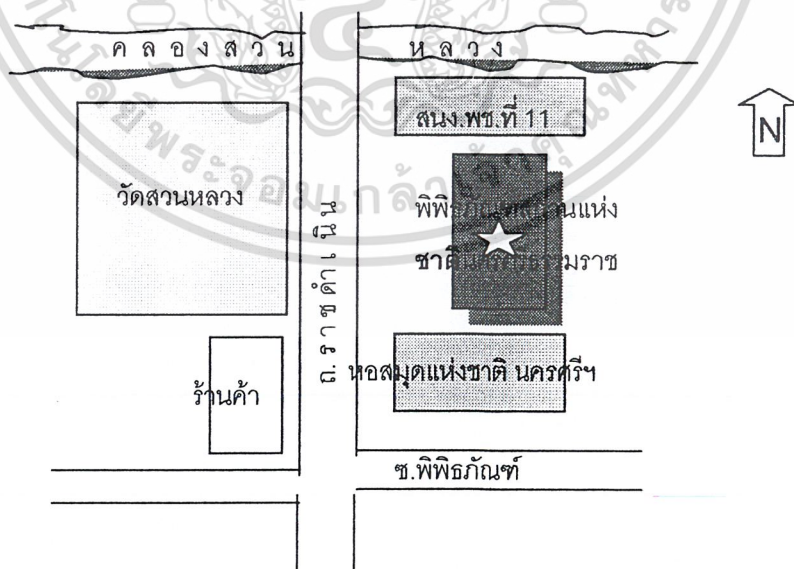 ค ล อ ง ส ว น ห ล ว ง
สนง.พช.ที่ 11
N
วัดสวนหลวง
พิพิธภัณฑสถานแห่ง
ชาตินครศรีธรรมราช
ถ. ราชดำเนิน
หอสมุดแห่งชาติ นครศรีฯ
ร้านค้า
ซ.พิพิธภัณฑ์